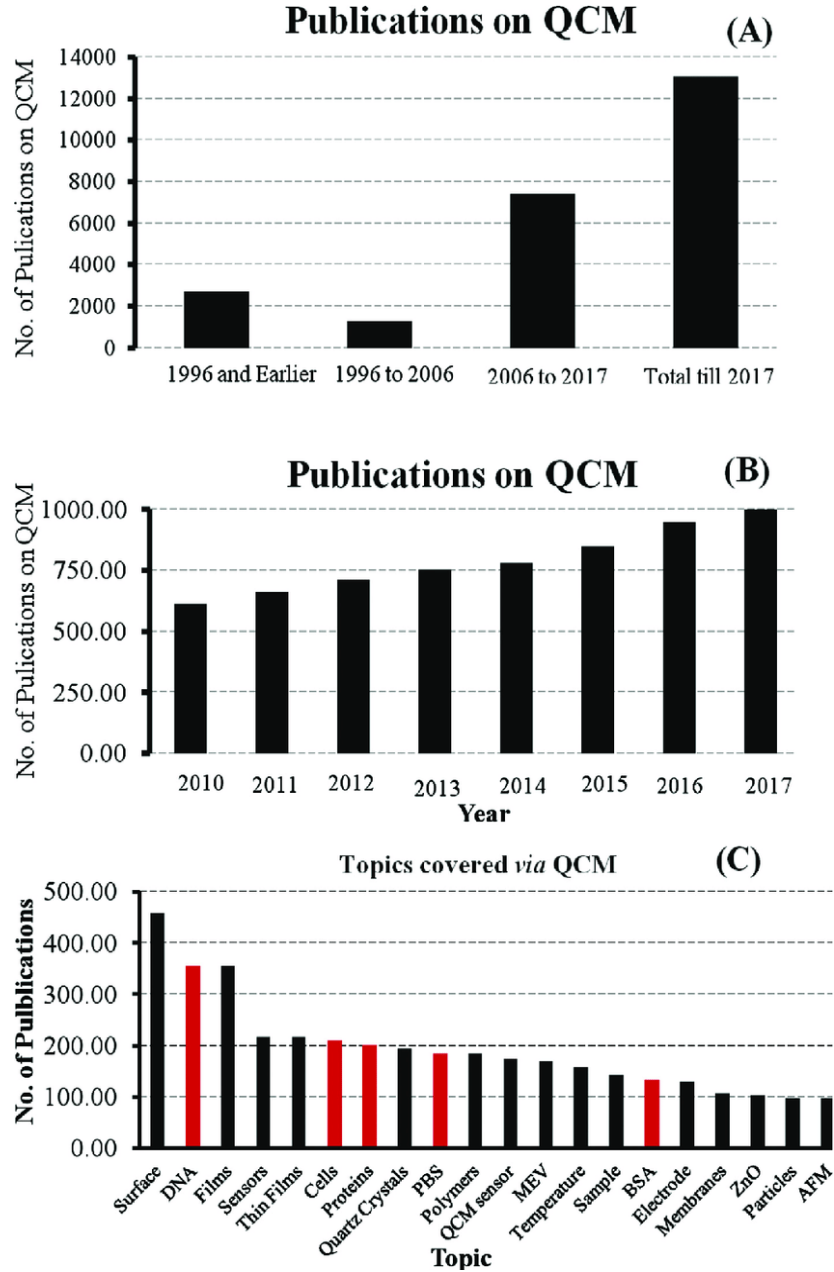 Publications on QCM (A)
No. of Pulications on QCM
14000
12000
10000
8000
6000
4000
2000
0
1996 and Earlier 1996 to 2006 2006 to 2017 Total till 2017
Publications on QCM (B)
No. of Pulications on QCM
1000.00
750.00
500.00
250.00
0.00
2010 2011 2012 2013 2014 2015 2016 2017
Year
Topics covered via QCM (C)
No. of Pulblications
500.00
400.00
300.00
200.00
100.00
0.00
Surface DNA Films Sensors Thin Films Cells Proteins Quartz Crystals PBS Polymers QCM sensor MEV Temperature Sample BSA Electrode Membranes ZnO Particles AFM
Topic